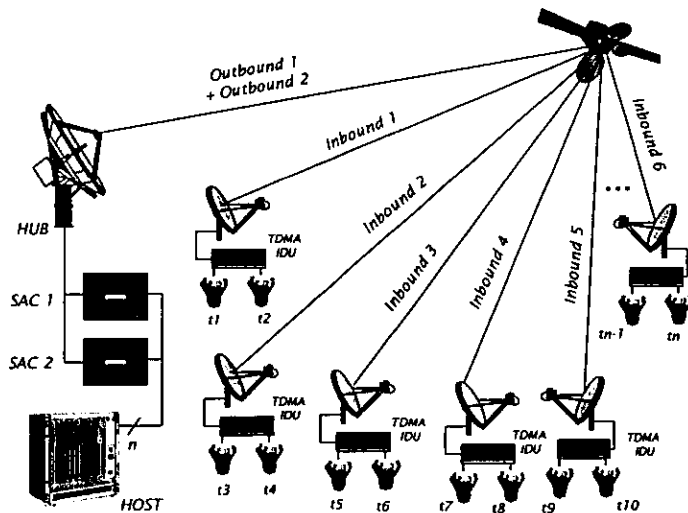 Outbound 1
+ Outbound 2
Inbound 1
Inbound 2
Inbound 3
Inbound 4
Inbound 5
Inbound 6
...
HUB
TDMA
IDU
t1
t2
TDMA
IDU
tn-1
tn
SAC 1
SAC 2
n
HOST
TDMA
IDU
t3
t4
TDMA
IDU
t5
t6
TDMA
IDU
t7
t8
TDMA
IDU
t9
t10